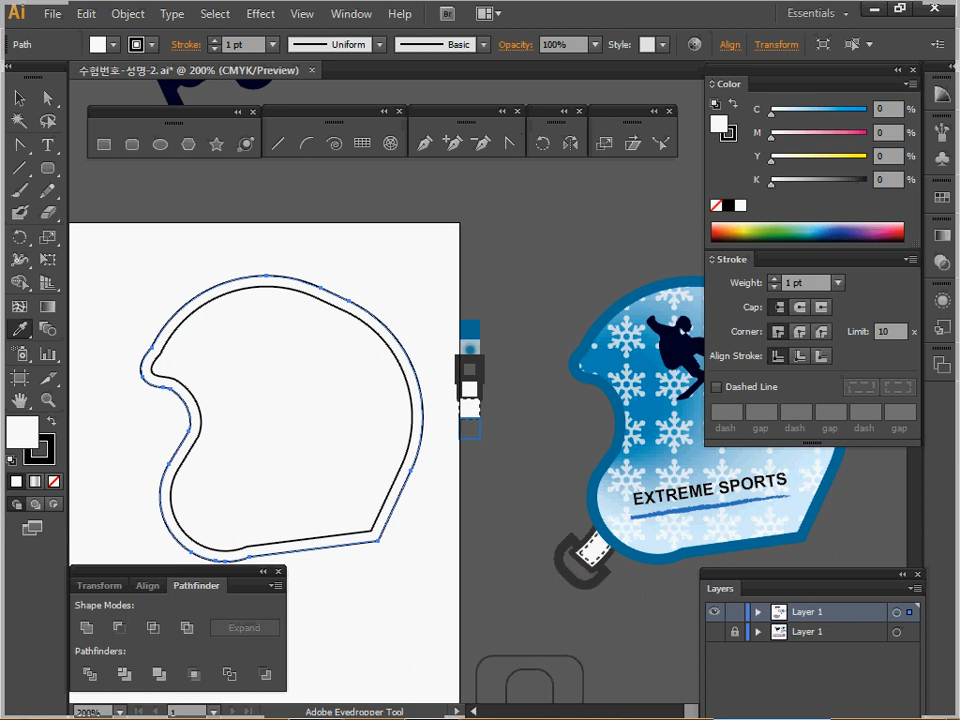 Ai File Edit Object Type Select Effect View Window Help Br Essentials
Path Stroke: 1 pt Uniform Basic Opacity: 100% Style: Align Transform
수험번호-성명-2.ai* @ 200% (CMYK/Preview)
Color
C 0 %
M 0 %
Y 0 %
K 0 %
Stroke
Weight: 1 pt
Cap:
Corner: Limit: 10 x
Align Stroke:
Dashed Line
dash gap dash gap dash gap
EXTREME SPORTS
Transform Align Pathfinder
Shape Modes:
Expand
Pathfinders:
Layers
Layer 1
Layer 1
200% 1 Adobe Eyedropper Tool